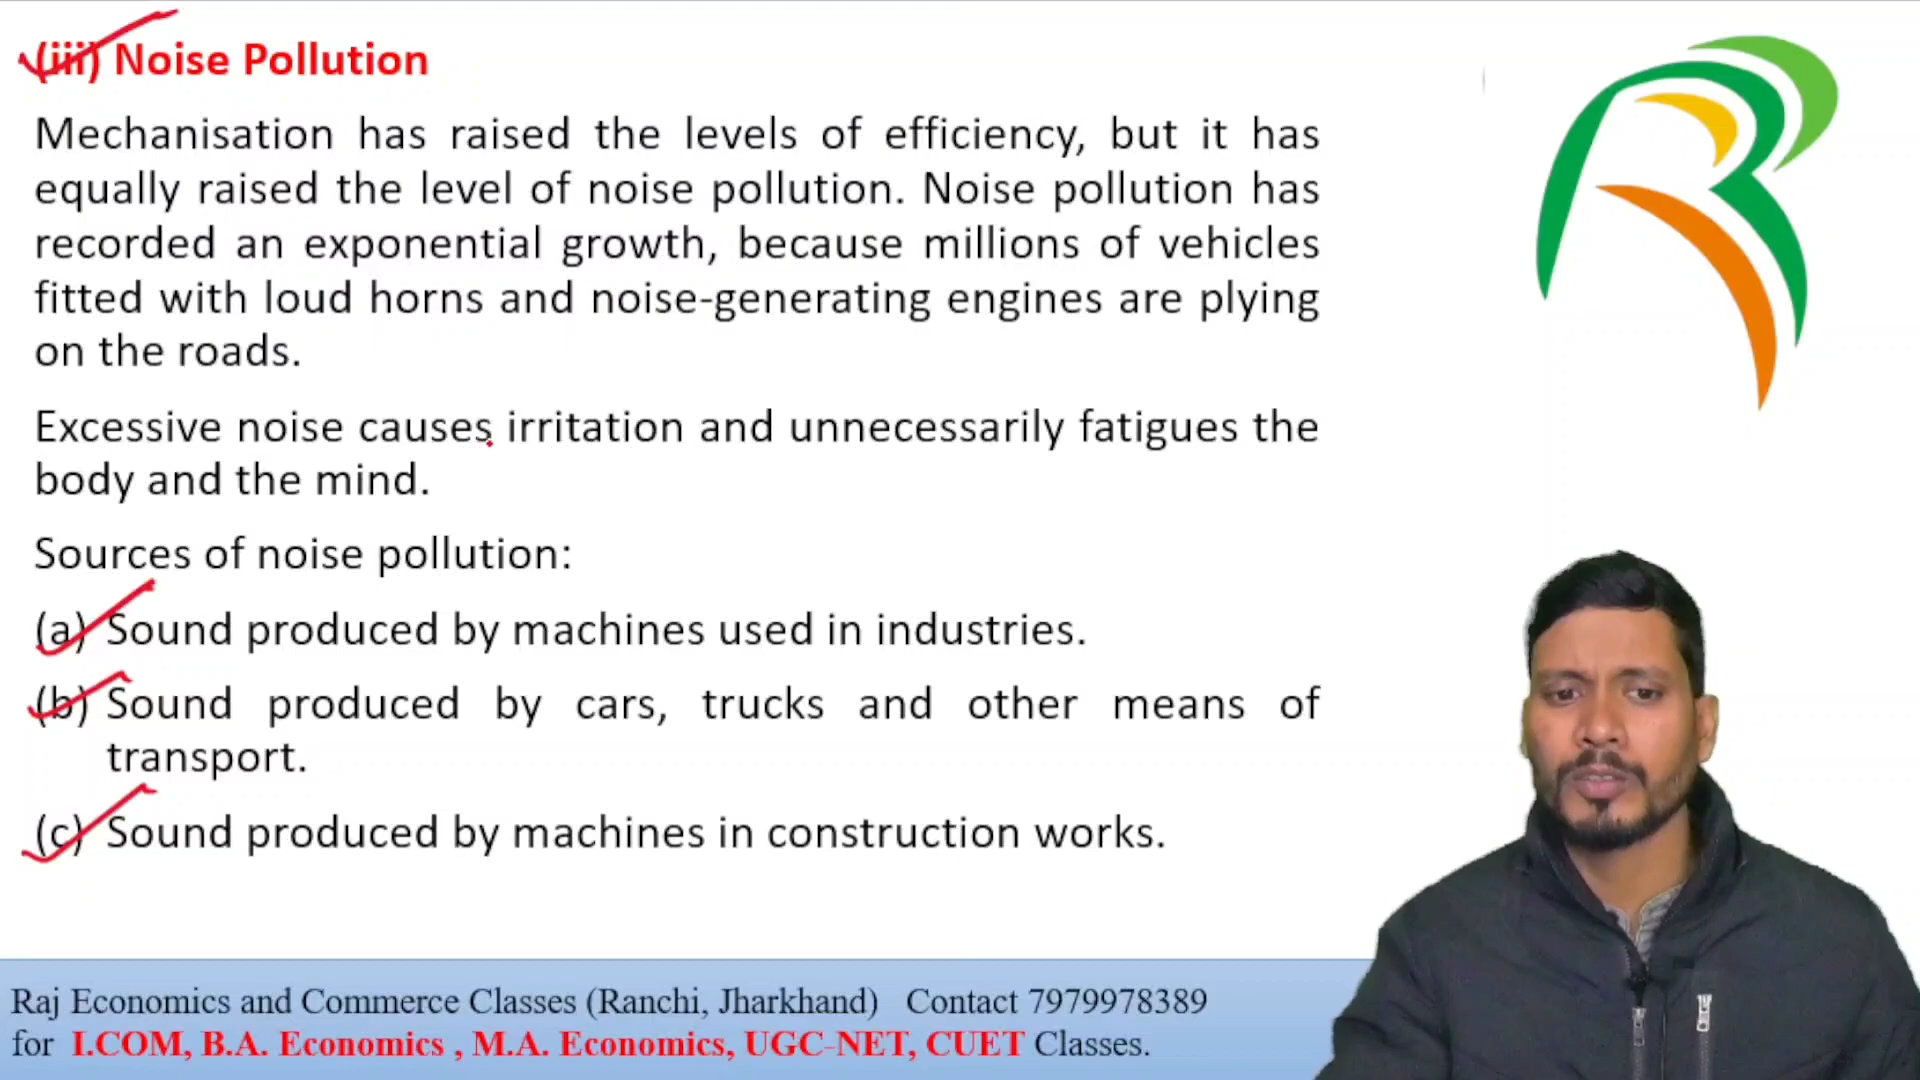 (iii) Noise Pollution
Mechanisation has raised the levels of efficiency, but it has
equally raised the level of noise pollution. Noise pollution has
recorded an exponential growth, because millions of vehicles
fitted with loud horns and noise-generating engines are plying
on the roads.
Excessive noise causes irritation and unnecessarily fatigues the
body and the mind.
Sources of noise pollution:
(a) Sound produced by machines used in industries.
(b) Sound produced by cars, trucks and other means of
transport.
(c) Sound produced by machines in construction works.
Raj Economics and Commerce Classes (Ranchi, Jharkhand) Contact 7979978389
for I.COM, B.A. Economics , M.A. Economics, UGC-NET, CUET Classes.